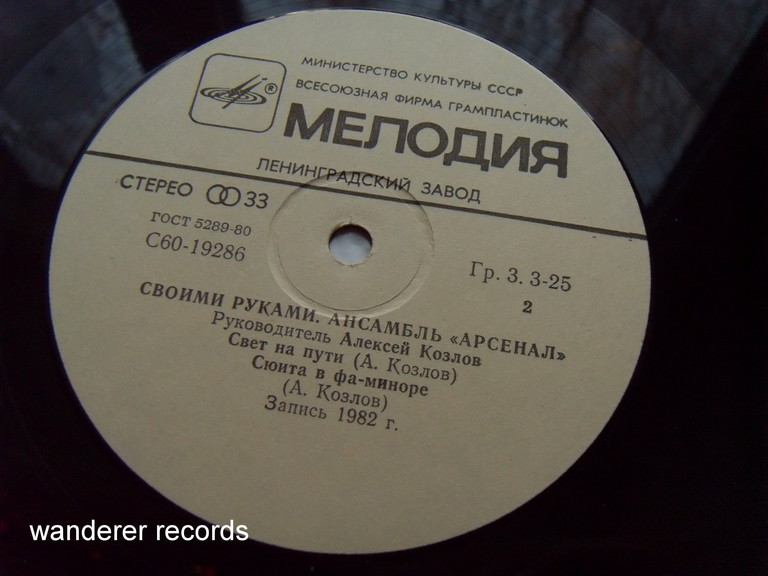 МИНИСТЕРСТВО КУЛЬТУРЫ СССР
ВСЕСОЮЗНАЯ ФИРМА ГРАМПЛАСТИНОК
®
МЕЛОДИЯ
ЛЕНИНГРАДСКИЙ ЗАВОД
СТЕРЕО 33
ГОСТ 5289-80
С60-19286
Гр. 3. 3-25
2
СВОИМИ РУКАМИ. АНСАМБЛЬ «АРСЕНАЛ»
Руководитель Алексей Козлов
Свет на пути (А. Козлов)
Сюита в фа-миноре
(А. Козлов)
Запись 1982 г.
wanderer records